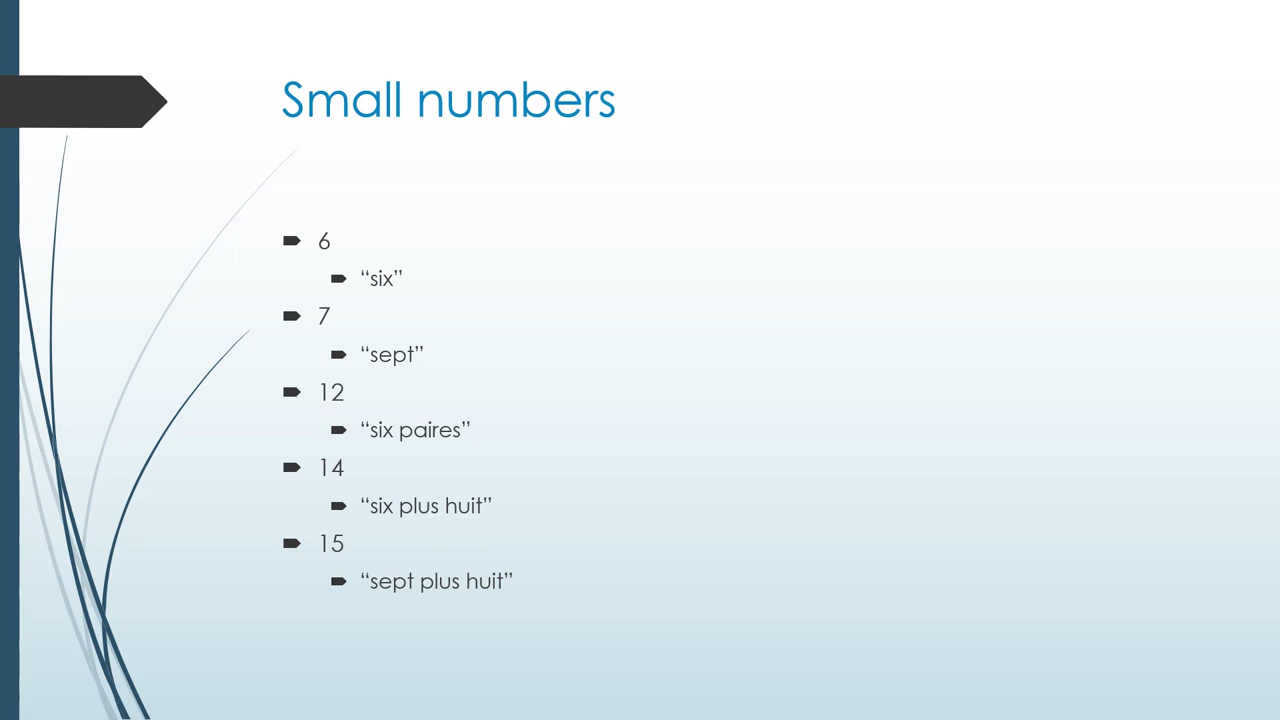 Small numbers
6
“six”
7
“sept”
12
“six paires”
14
“six plus huit”
15
“sept plus huit”